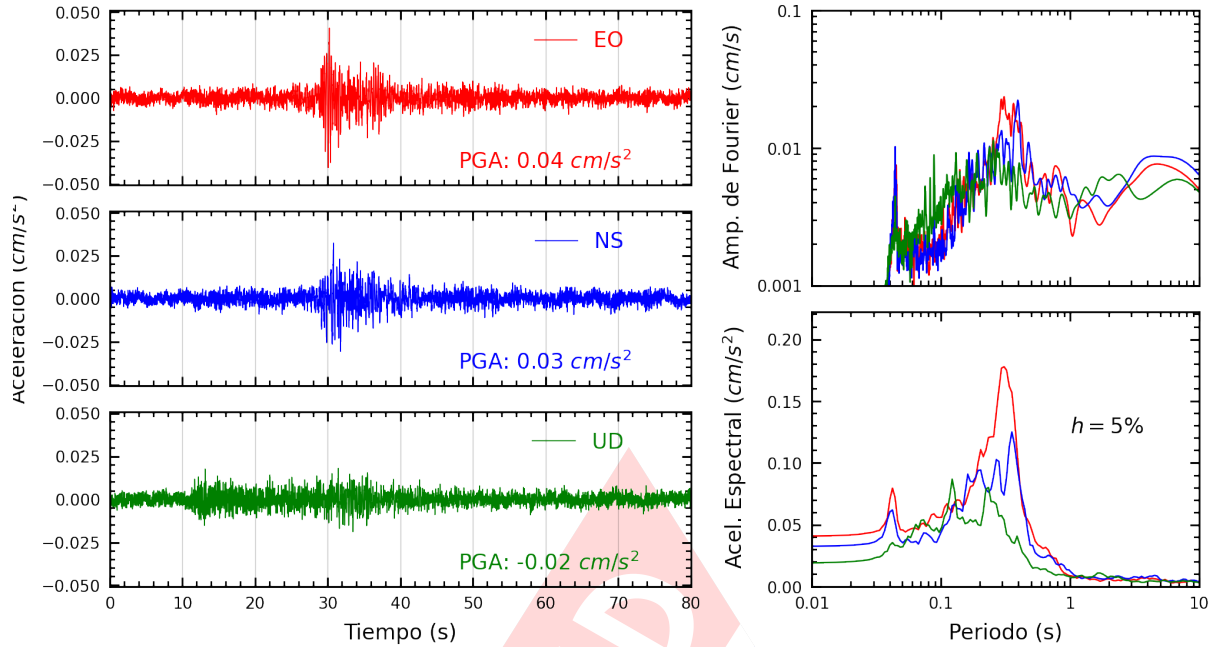 Aceleracion (cm/s²)
0.050
0.025
0.000
−0.025
−0.050
EO
PGA: 0.04 cm/s²
0.050
0.025
0.000
−0.025
−0.050
NS
PGA: 0.03 cm/s²
0.050
0.025
0.000
−0.025
−0.050
UD
PGA: -0.02 cm/s²
0 10 20 30 40 50 60 70 80
Tiempo (s)
Amp. de Fourier (cm/s)
0.1
0.01
0.001
Acel. Espectral (cm/s²)
0.20
0.15
0.10
0.05
0.00
h = 5%
0.01 0.1 1 10
Periodo (s)